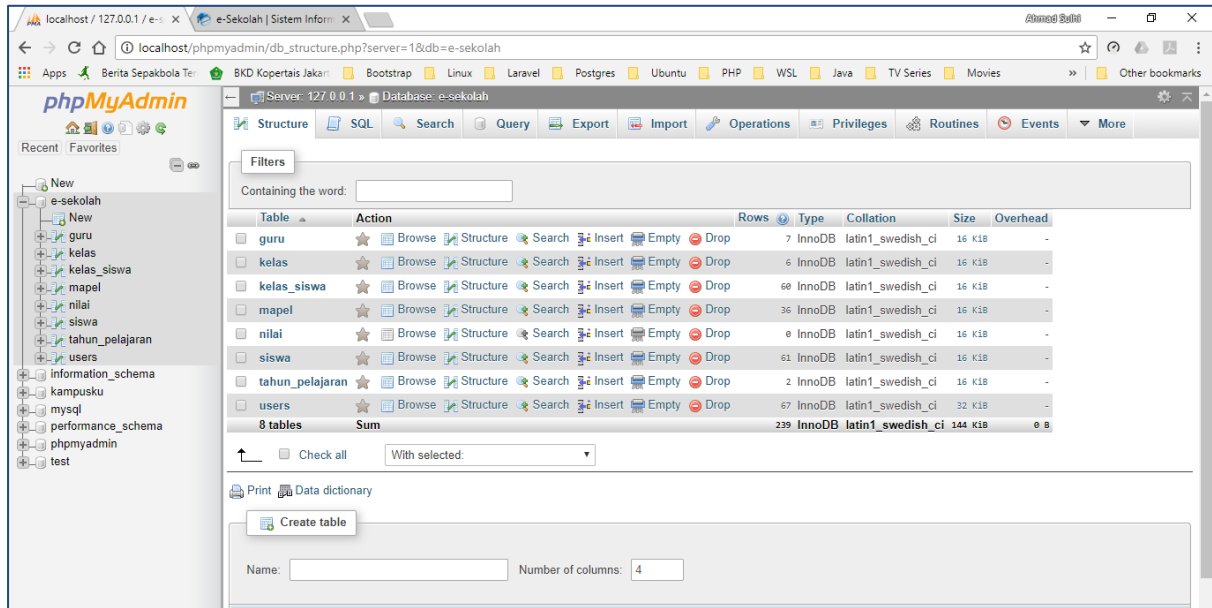 localhost / 127.0.0.1 / e-s
e-Sekolah | Sistem Inform
Ahmad Sulhi
localhost/phpmyadmin/db_structure.php?server=1&db=e-sekolah
Apps Berita Sepakbola Ter BKD Kopertais Jakart Bootstrap Linux Laravel Postgres Ubuntu PHP WSL Java TV Series Movies » Other bookmarks
phpMyAdmin
Recent Favorites
New
e-sekolah
New
guru
kelas
kelas_siswa
mapel
nilai
siswa
tahun_pelajaran
users
information_schema
kampusku
mysql
performance_schema
phpmyadmin
test
Server: 127.0.0.1 » Database: e-sekolah
Structure SQL Search Query Export Import Operations Privileges Routines Events More
Filters
Containing the word:
Table Action Rows Type Collation Size Overhead
guru Browse Structure Search Insert Empty Drop 7 InnoDB latin1_swedish_ci 16 KiB -
kelas Browse Structure Search Insert Empty Drop 6 InnoDB latin1_swedish_ci 16 KiB -
kelas_siswa Browse Structure Search Insert Empty Drop 60 InnoDB latin1_swedish_ci 16 KiB -
mapel Browse Structure Search Insert Empty Drop 36 InnoDB latin1_swedish_ci 16 KiB -
nilai Browse Structure Search Insert Empty Drop 0 InnoDB latin1_swedish_ci 16 KiB -
siswa Browse Structure Search Insert Empty Drop 61 InnoDB latin1_swedish_ci 16 KiB -
tahun_pelajaran Browse Structure Search Insert Empty Drop 2 InnoDB latin1_swedish_ci 16 KiB -
users Browse Structure Search Insert Empty Drop 67 InnoDB latin1_swedish_ci 32 KiB -
8 tables Sum 239 InnoDB latin1_swedish_ci 144 KiB 0 B
Check all With selected:
Print Data dictionary
Create table
Name: Number of columns: 4